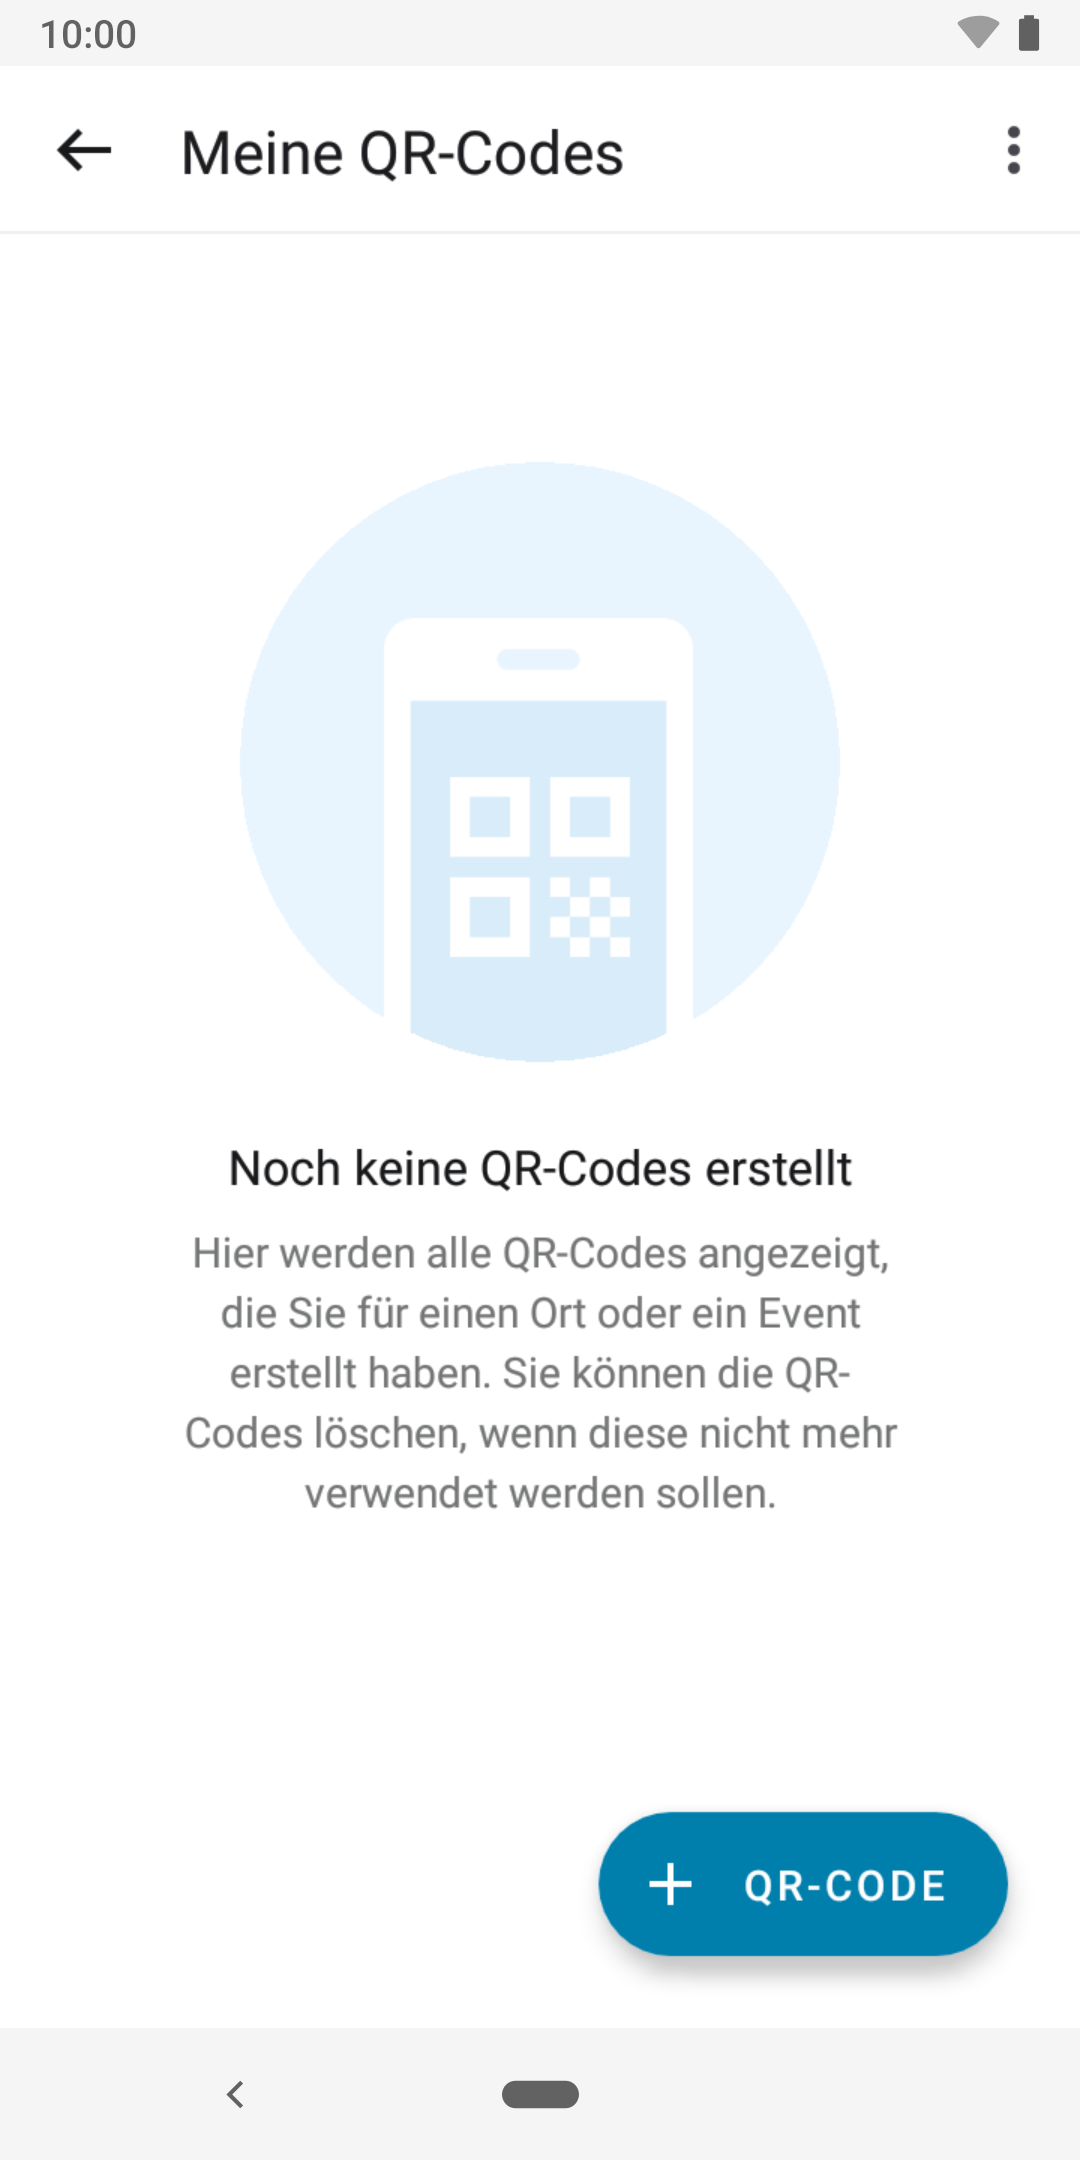 10:00
Meine QR-Codes
Noch keine QR-Codes erstellt
Hier werden alle QR-Codes angezeigt,
die Sie für einen Ort oder ein Event
erstellt haben. Sie können die QR-
Codes löschen, wenn diese nicht mehr
verwendet werden sollen.
QR-CODE